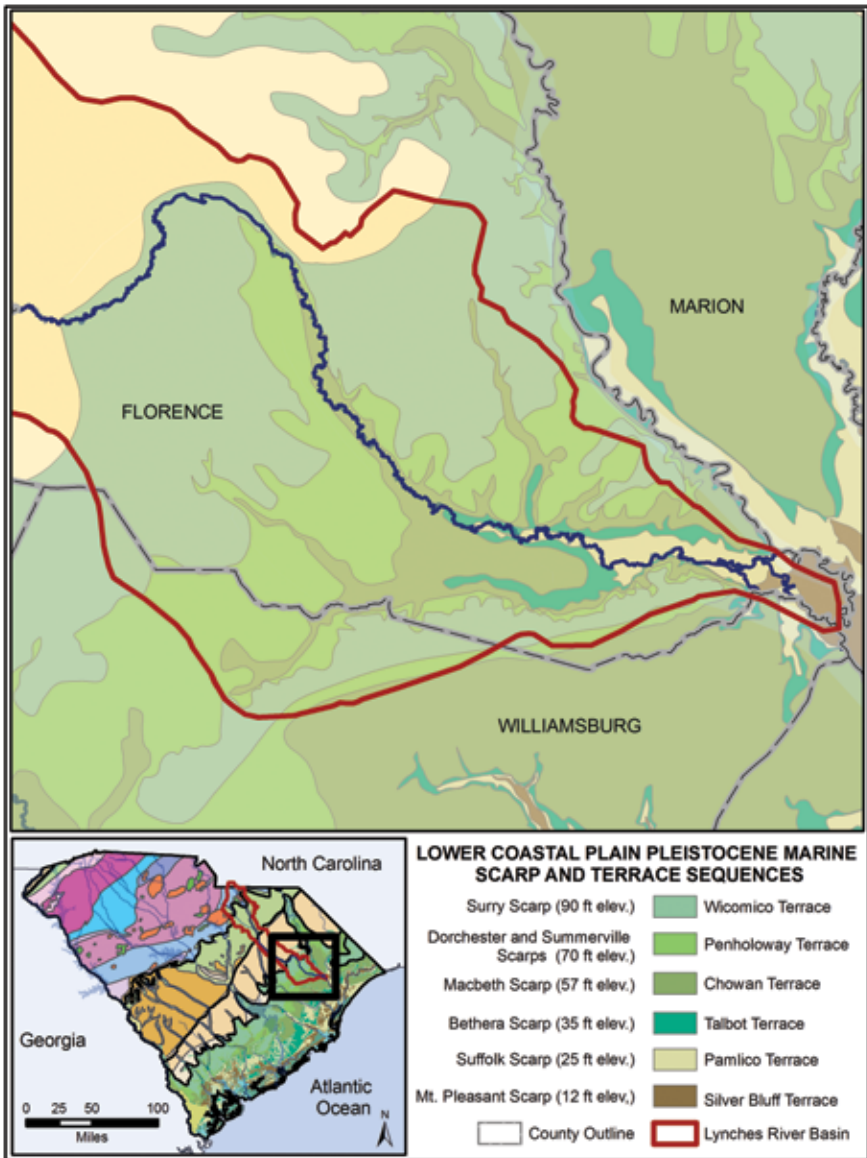 MARION
FLORENCE
WILLIAMSBURG
North Carolina
Georgia
Atlantic
Ocean
0 25 50 100
Miles
N
LOWER COASTAL PLAIN PLEISTOCENE MARINE
SCARP AND TERRACE SEQUENCES
Surry Scarp (90 ft elev.) Wicomico Terrace
Dorchester and Summerville
Scarps (70 ft elev.) Penholoway Terrace
Macbeth Scarp (57 ft elev.) Chowan Terrace
Bethera Scarp (35 ft elev.) Talbot Terrace
Suffolk Scarp (25 ft elev.) Pamlico Terrace
Mt. Pleasant Scarp (12 ft elev,) Silver Bluff Terrace
County Outline Lynches River Basin